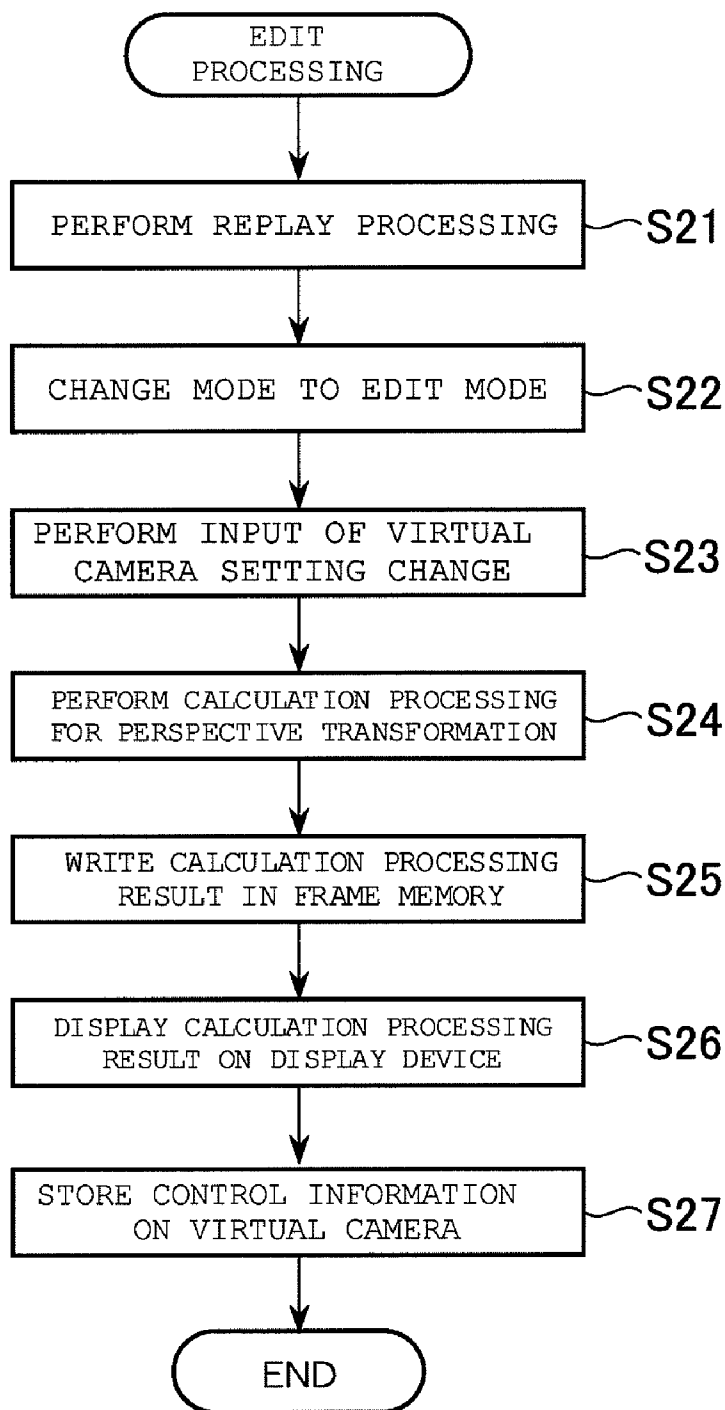 EDIT
PROCESSING
PERFORM REPLAY PROCESSING
S21
CHANGE MODE TO EDIT MODE
S22
PERFORM INPUT OF VIRTUAL
CAMERA SETTING CHANGE
S23
PERFORM CALCULATION PROCESSING
FOR PERSPECTIVE TRANSFORMATION
S24
WRITE CALCULATION PROCESSING
RESULT IN FRAME MEMORY
S25
DISPLAY CALCULATION PROCESSING
RESULT ON DISPLAY DEVICE
S26
STORE CONTROL INFORMATION
ON VIRTUAL CAMERA
S27
END